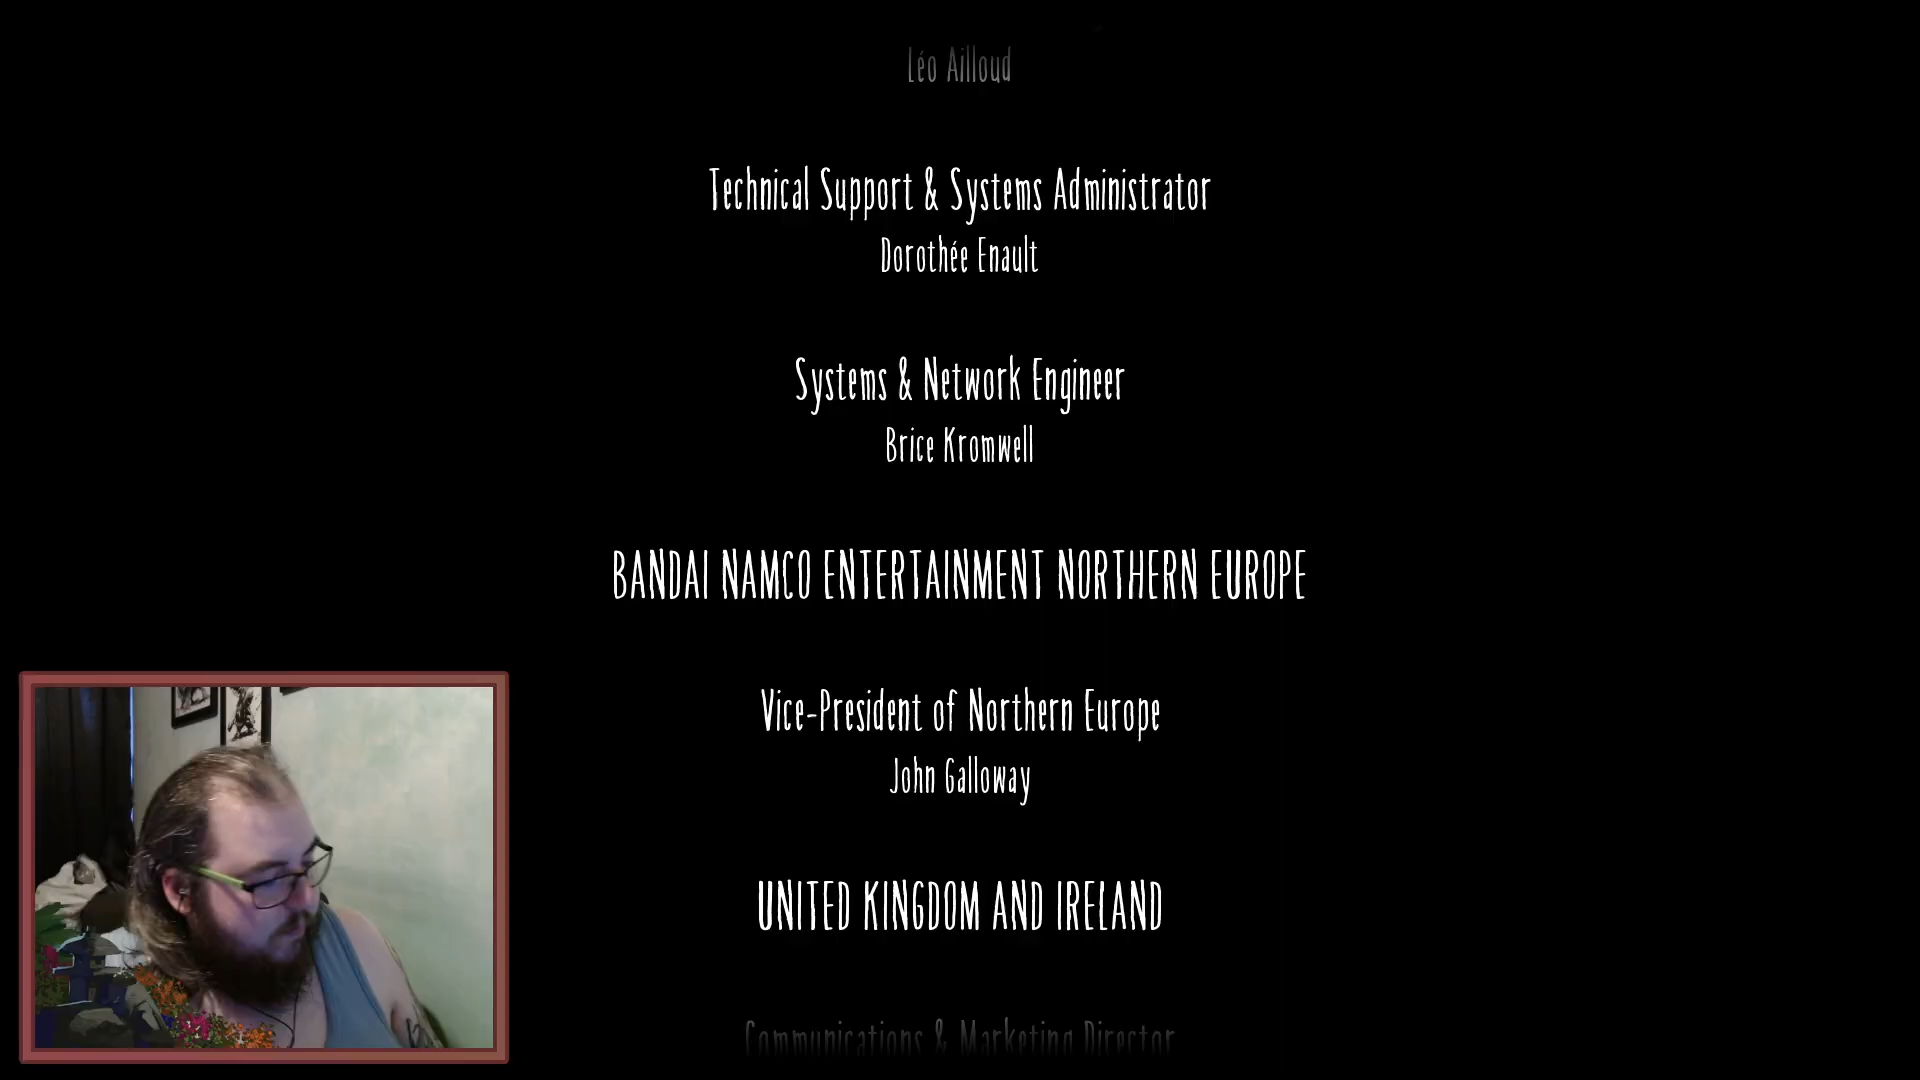 Léo Ailloud
Technical Support & Systems Administrator
Dorothée Enault
Systems & Network Engineer
Brice Kromwell
BANDAI NAMCO ENTERTAINMENT NORTHERN EUROPE
Vice-President of Northern Europe
John Galloway
UNITED KINGDOM AND IRELAND
Communications & Marketing Director